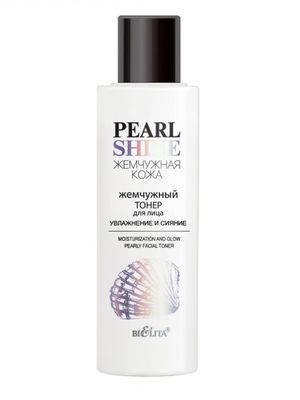 PEARL
SHINE
ЖЕМЧУЖНАЯ
КОЖА
жемчужный
ТОНЕР
для лица
УВЛАЖНЕНИЕ И СИЯНИЕ
MOISTURIZATION AND GLOW
PEARLY FACIAL TONER
BIELITA®